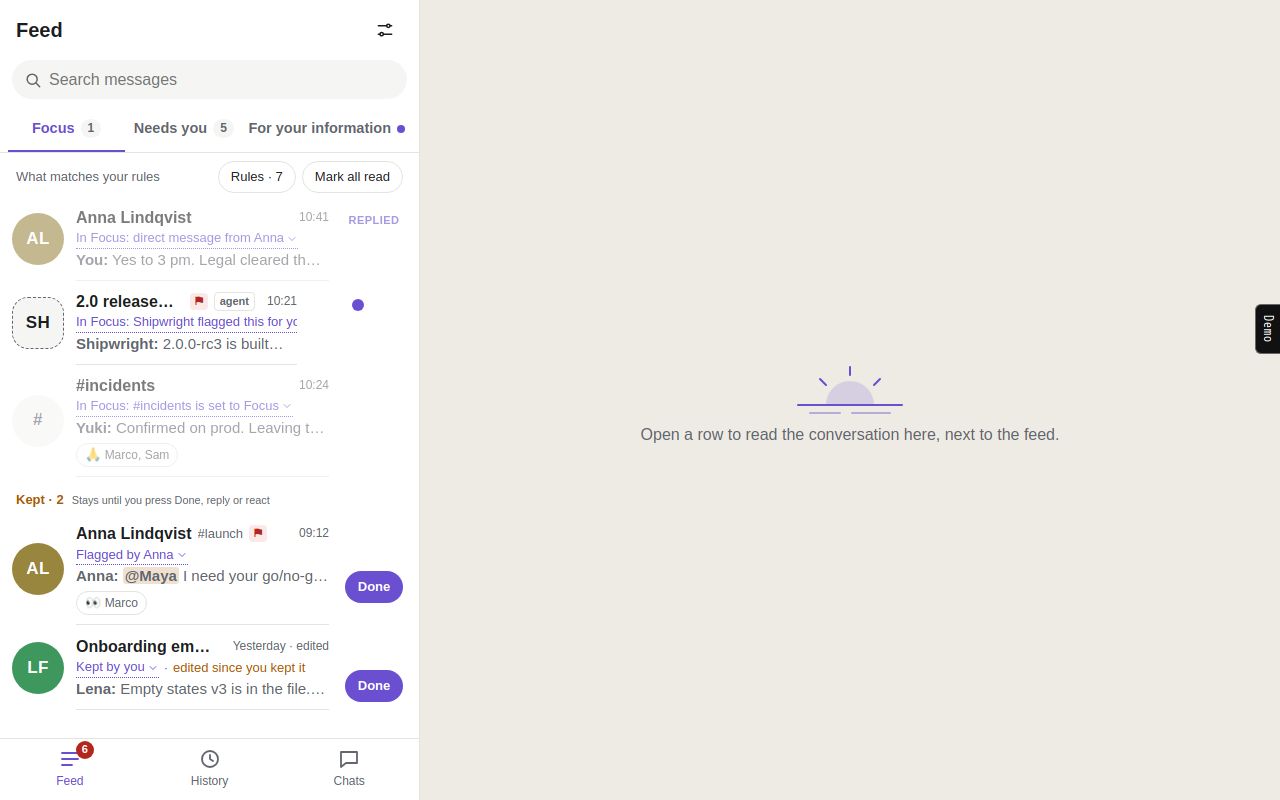 Feed
Search messages
Focus 1 Needs you 5 For your information
What matches your rules Rules · 7 Mark all read
AL Anna Lindqvist 10:41 REPLIED
In Focus: direct message from Anna
You: Yes to 3 pm. Legal cleared th…
SH 2.0 release… agent 10:21
In Focus: Shipwright flagged this for yo
Shipwright: 2.0.0-rc3 is built…
# #incidents 10:24
In Focus: #incidents is set to Focus
Yuki: Confirmed on prod. Leaving t…
🙏 Marco, Sam
Kept · 2 Stays until you press Done, reply or react
AL Anna Lindqvist #launch 09:12
Flagged by Anna
Anna: @Maya I need your go/no-g…
👀 Marco
Done
LF Onboarding em… Yesterday · edited
Kept by you · edited since you kept it
Lena: Empty states v3 is in the file.…
Done
6
Feed History Chats
Open a row to read the conversation here, next to the feed.
Demo